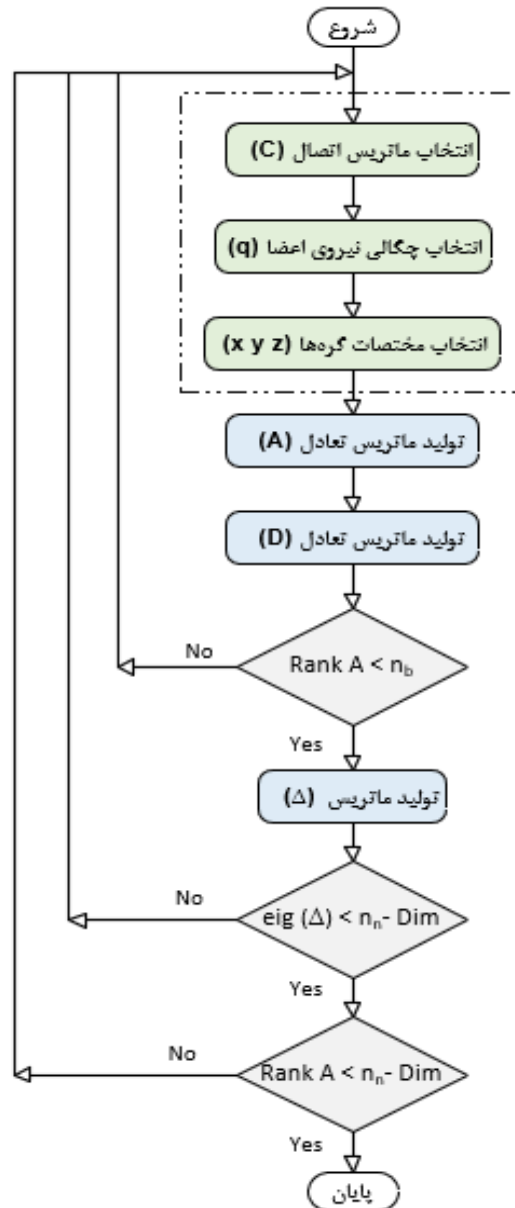 شروع
انتخاب ماتریس اتصال (C)
انتخاب چگالی نیروی اعضا (q)
انتخاب مختصات گره‌ها (x y z)
تولید ماتریس تعادل (A)
تولید ماتریس تعادل (D)
Rank A < n_b
No
Yes
تولید ماتریس (Δ)
eig (Δ) < n_n- Dim
No
Yes
Rank A < n_n- Dim
No
Yes
پایان